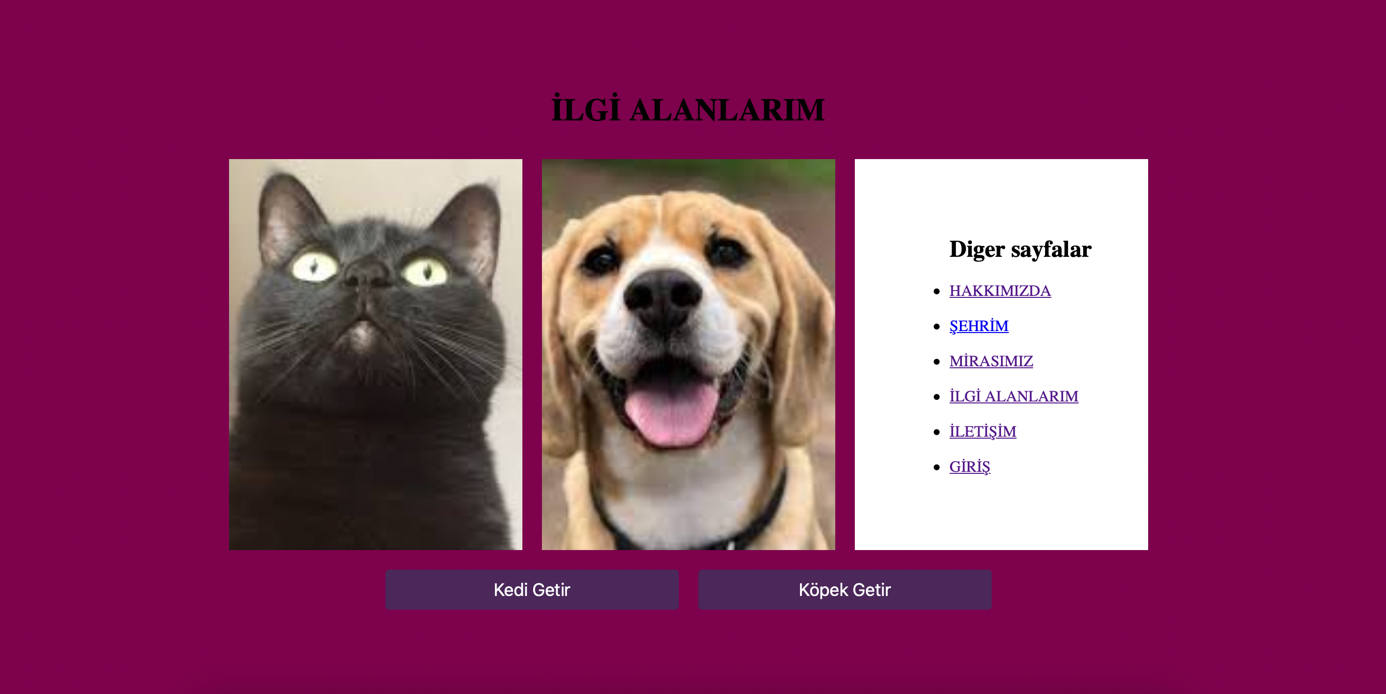 İLGİ ALANLARIM
Diger sayfalar
HAKKIMIZDA
ŞEHRİM
MİRASIMIZ
İLGİ ALANLARIM
İLETİŞİM
GİRİŞ
Kedi Getir
Köpek Getir